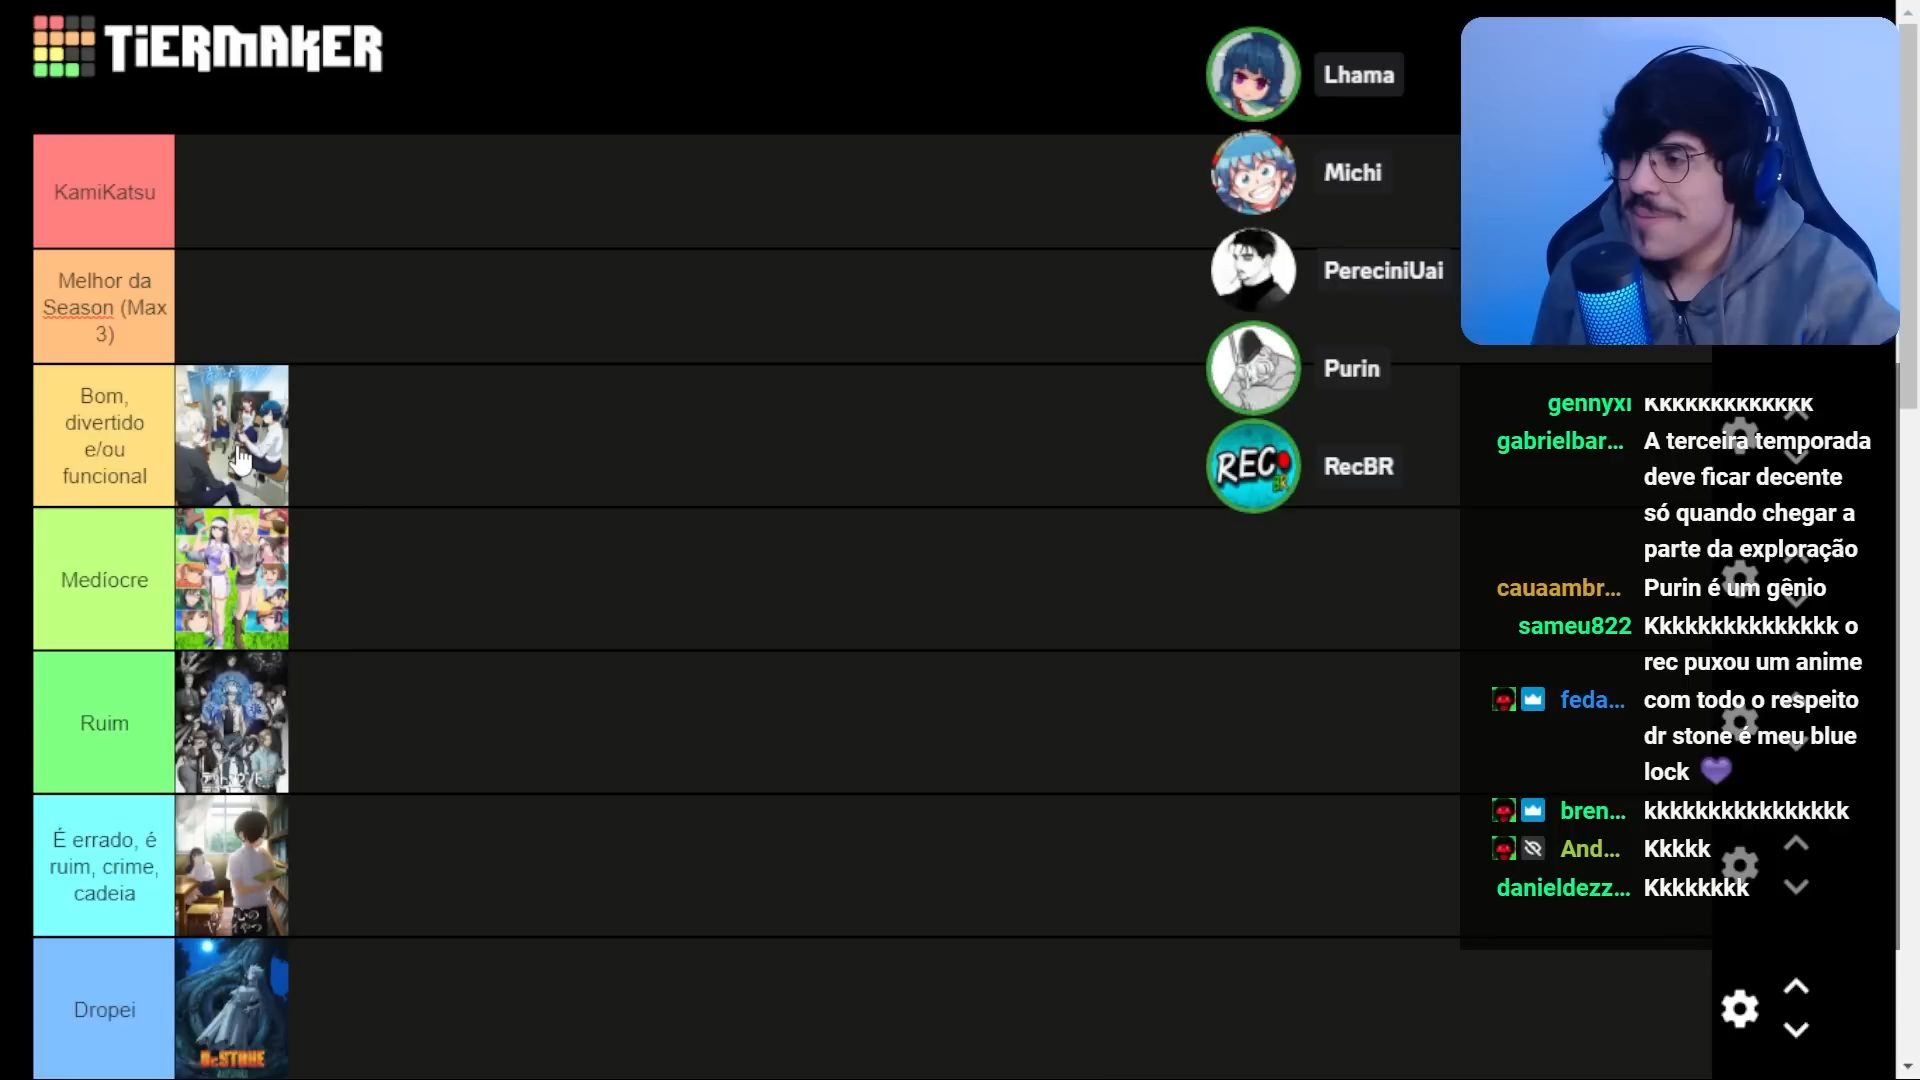 TiERMAKER
Lhama
Michi
PereciniUai
Purin
REC
BR
RecBR
KamiKatsu
Melhor da
Season (Max
3)
Bom,
divertido
e/ou
funcional
Medíocre
Ruim
É errado, é
ruim, crime,
cadeia
Dropei
Dr.STONE
gennyxi Kkkkkkkkkkkkk
gabrielbar... A terceira temporada
deve ficar decente
só quando chegar a
parte da exploração
cauaambr... Purin é um gênio
sameu822 Kkkkkkkkkkkkkkk o
rec puxou um anime
feda... com todo o respeito
dr stone é meu blue
lock
bren... kkkkkkkkkkkkkkkk
And... Kkkkk
danieldezz... Kkkkkkkk